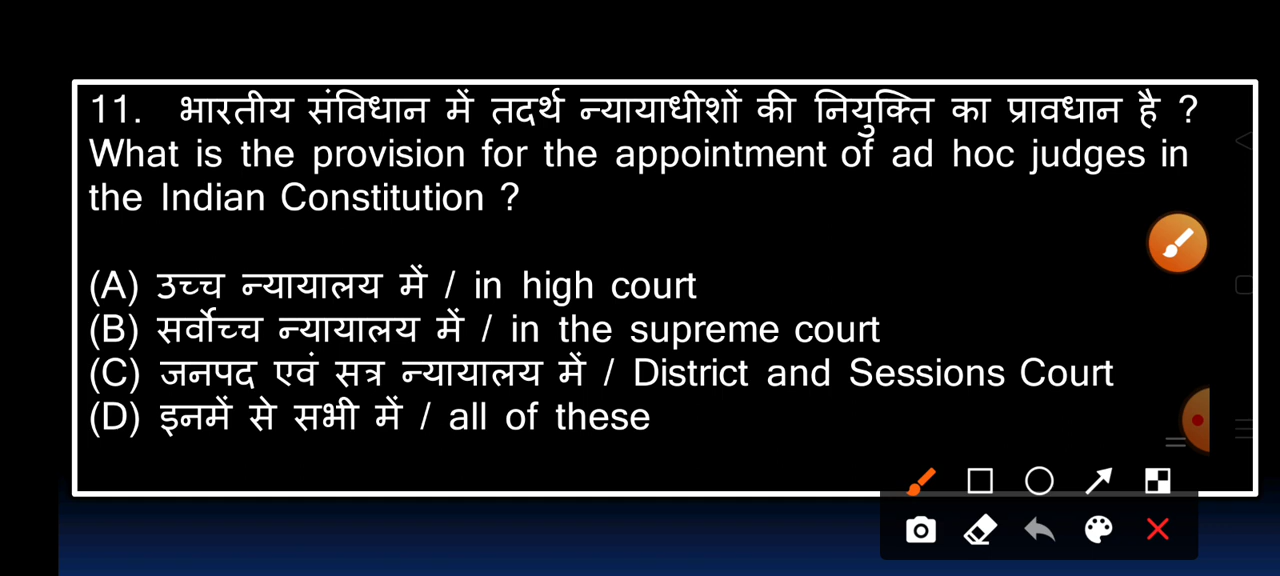 11. भारतीय संविधान में तदर्थ न्यायाधीशों की नियुक्ति का प्रावधान है ?
What is the provision for the appointment of ad hoc judges in
the Indian Constitution ?
(A) उच्च न्यायालय में / in high court
(B) सर्वोच्च न्यायालय में / in the supreme court
(C) जनपद एवं सत्र न्यायालय में / District and Sessions Court
(D) इनमें से सभी में / all of these